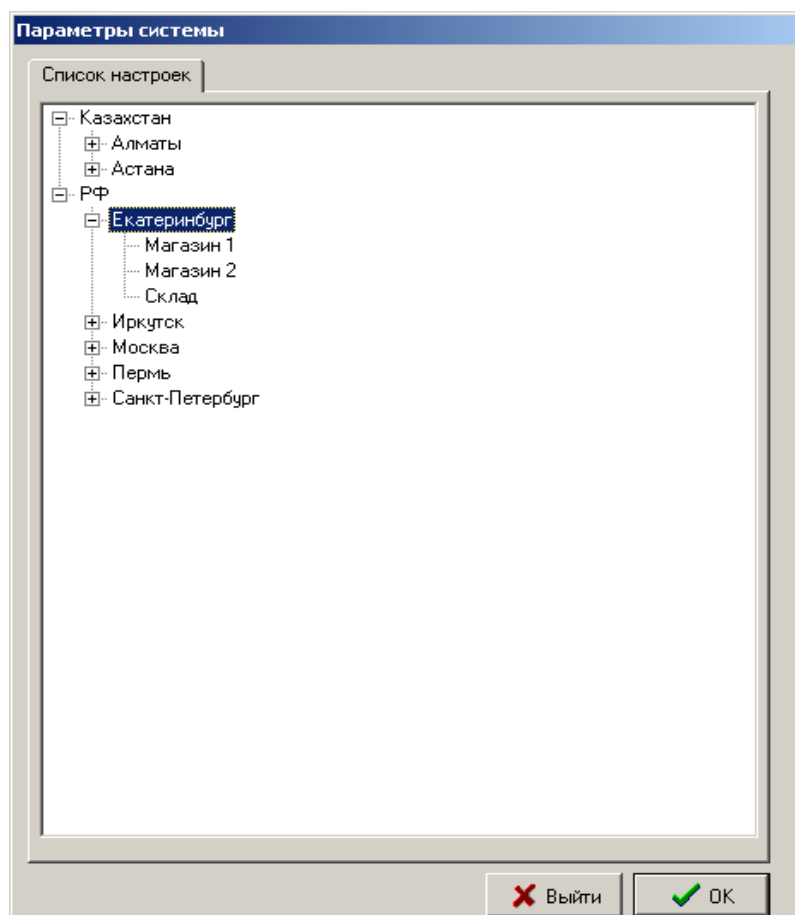 Параметры системы
Список настроек
Казахстан
Алматы
Астана
РФ
Екатеринбург
Магазин 1
Магазин 2
Склад
Иркутск
Москва
Пермь
Санкт-Петербург
Выйти
ОК